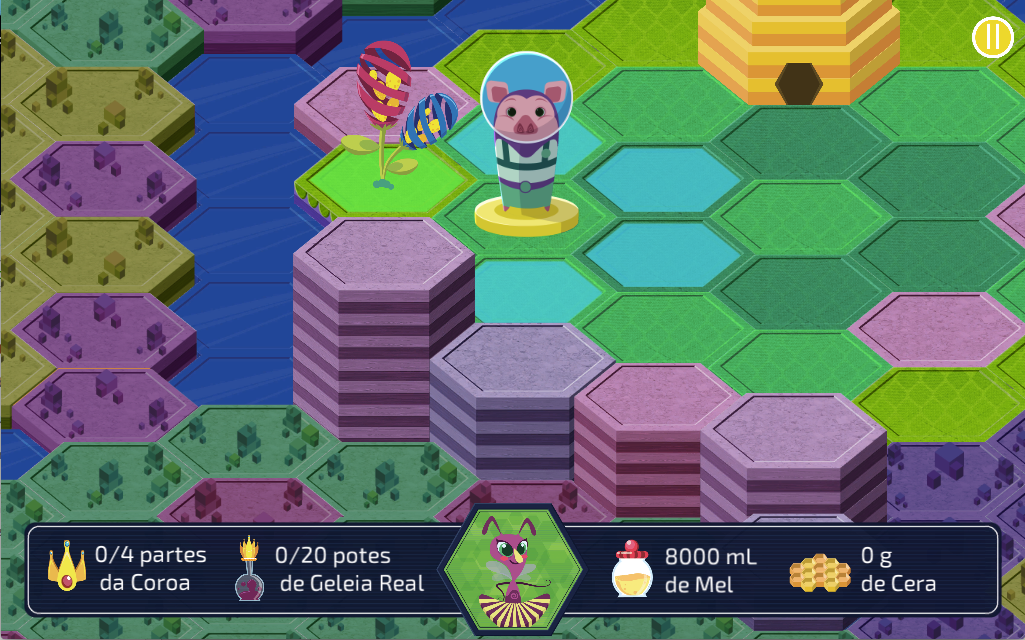 0/4 partes
da Coroa
0/20 potes
de Geleia Real
8000 mL
de Mel
0 g
de Cera